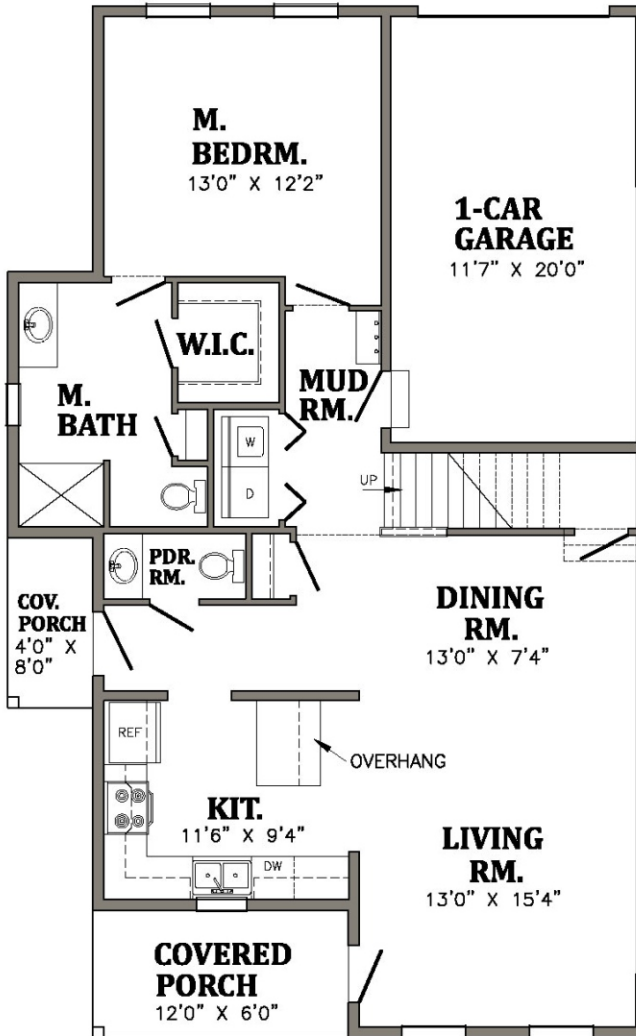 M.
BEDRM.
13'0" X 12'2"
1-CAR
GARAGE
11'7" X 20'0"
W.I.C.
M.
BATH
MUD
RM.
W
D
UP
PDR.
RM.
COV.
PORCH
4'0" X
8'0"
DINING
RM.
13'0" X 7'4"
REF
OVERHANG
KIT.
11'6" X 9'4"
DW
LIVING
RM.
13'0" X 15'4"
COVERED
PORCH
12'0" X 6'0"